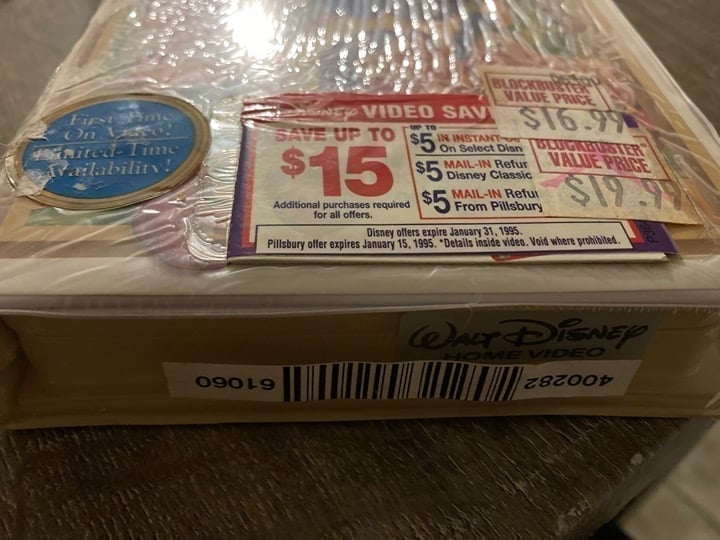 First Time
On Video!
Limited-Time
Availability!
DISNEY VIDEO SAV
SAVE UP TO
$15
Additional purchases required
for all offers.
UP TO
$5 IN INSTANT
On Select Disn
$5 MAIL-IN Refu
Disney Classic
$5 MAIL-IN Refu
From Pillsbury
Disney offers expire January 31, 1995.
Pillsbury offer expires January 15, 1995. *Details inside video. Void where prohibited.
BLOCKBUSTER
VALUE PRICE
$16.99
BLOCKBUSTER
VALUE PRICE
$19.99
WALT DISNEY
HOME VIDEO
61060
400282